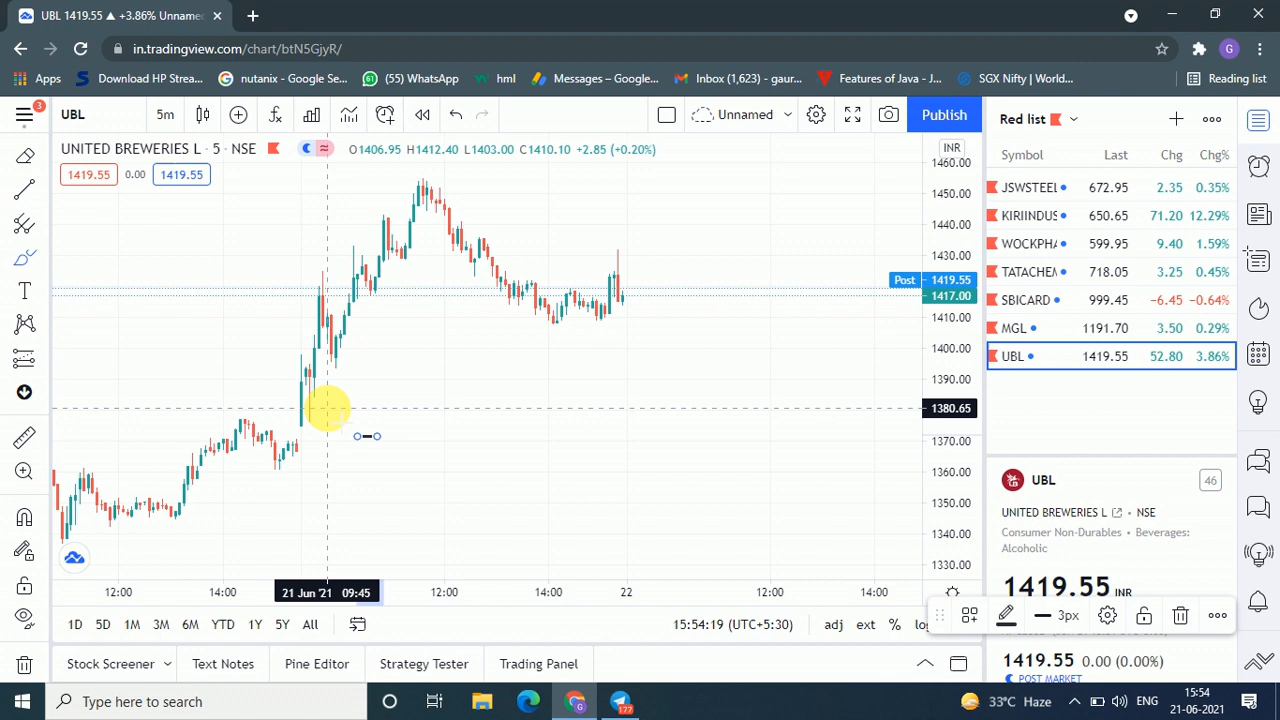 UBL 1419.55 ▲ +3.86% Unname
in.tradingview.com/chart/btN5GjyR/
G
Apps
Download HP Strea...
nutanix - Google Se...
61
(55) WhatsApp
hml
Messages – Google...
Inbox (1,623) - gaur...
Features of Java - J...
SGX Nifty | World...
Reading list
3
UBL
5m
Unnamed
Publish
Red list
UNITED BREWERIES L · 5 · NSE
O1406.95 H1412.40 L1403.00 C1410.10 +2.85 (+0.20%)
INR
1419.55
0.00
1419.55
Symbol
Last
Chg
Chg%
JSWSTEEL 672.95 2.35 0.35%
KIRIINDUS 650.65 71.20 12.29%
WOCKPHA 599.95 9.40 1.59%
TATACHEM 718.05 3.25 0.45%
SBICARD 999.45 −6.45 −0.64%
MGL 1191.70 3.50 0.29%
UBL 1419.55 52.80 3.86%
1460.00
1450.00
1440.00
1430.00
Post 1419.55
1417.00
1410.00
1400.00
1390.00
1380.65
1370.00
1360.00
1350.00
1340.00
1330.00
UBL
46
UNITED BREWERIES L · NSE
Consumer Non-Durables · Beverages:
Alcoholic
1419.55 INR
12:00
14:00
21 Jun '21 09:45
12:00
14:00
22
12:00
14:00
3px
1D
5D
1M
3M
6M
YTD
1Y
5Y
All
15:54:19 (UTC+5:30)
adj
ext
%
1419.55 0.00 (0.00%)
POST MARKET
Stock Screener
Text Notes
Pine Editor
Strategy Tester
Trading Panel
Type here to search
177
33°C Haze
ENG
15:54
21-06-2021